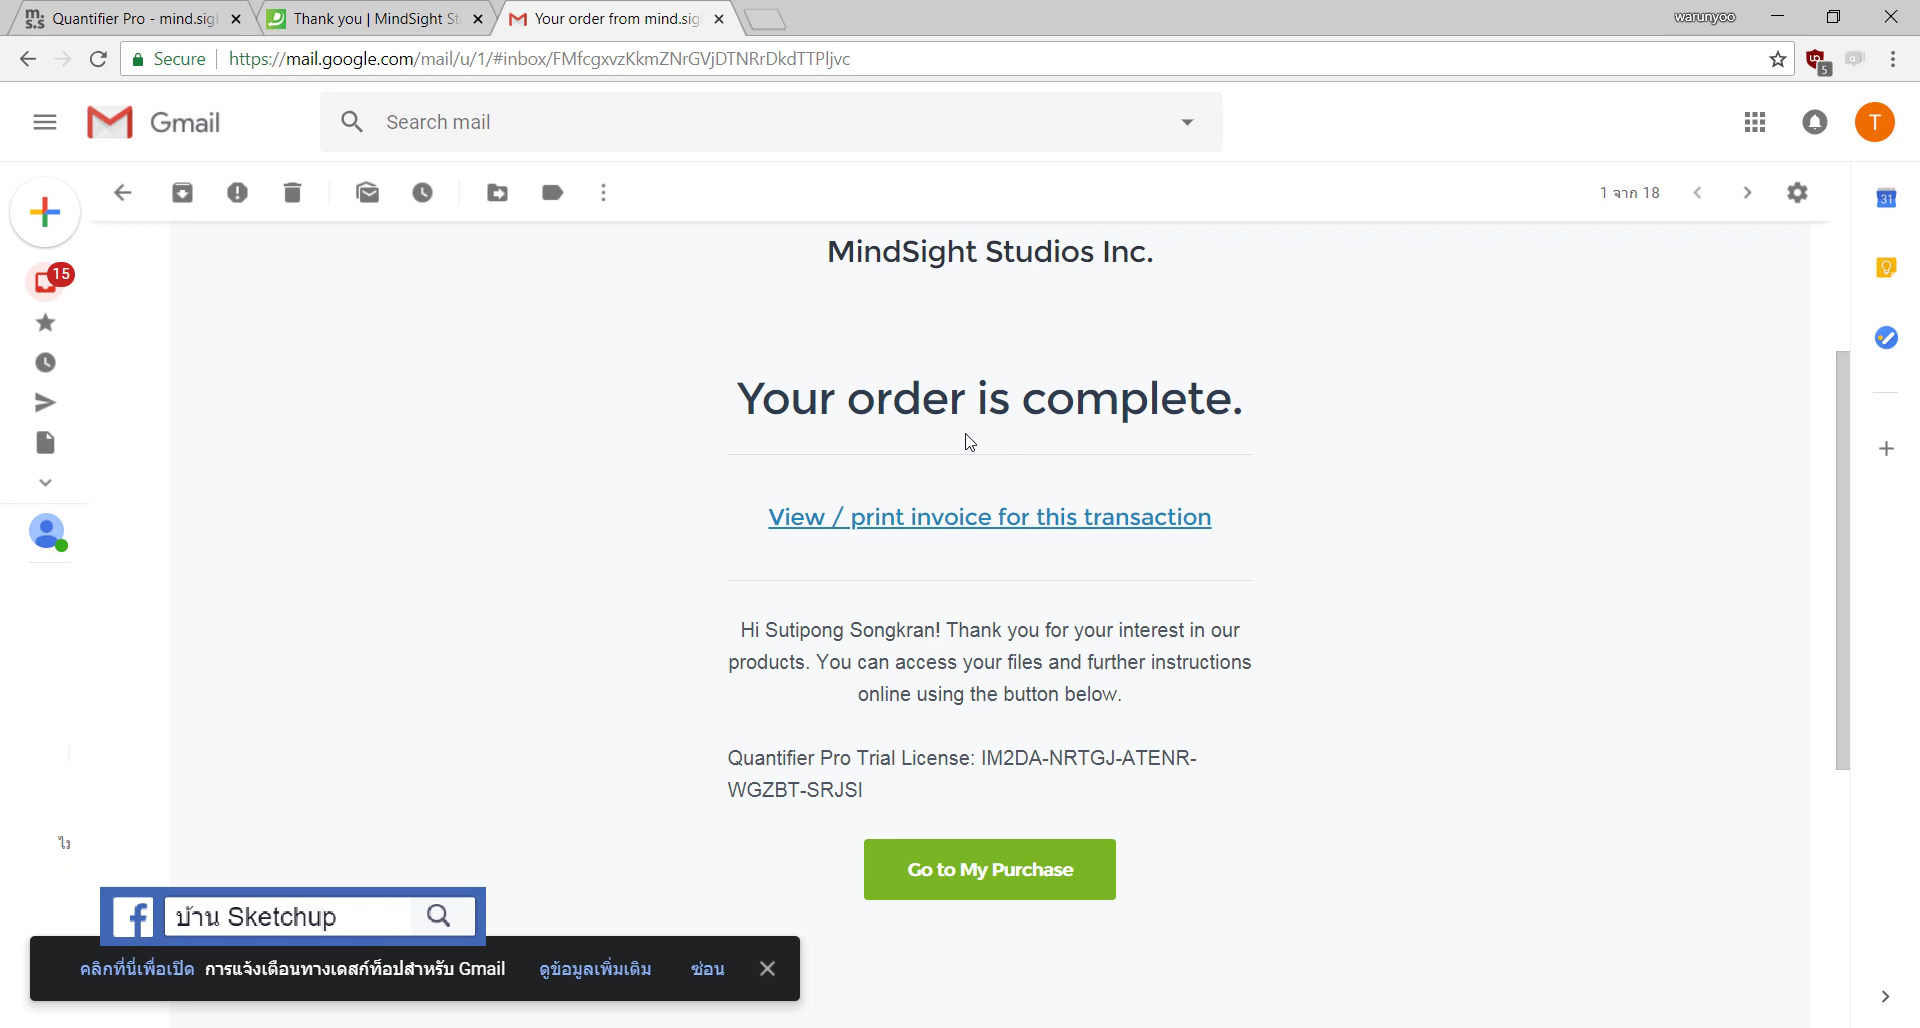 Quantifier Pro - mind.sig
Thank you | MindSight St
Your order from mind.sig
warunyoo
Secure
https://mail.google.com/mail/u/1/#inbox/FMfcgxvzKkmZNrGVjDTNRrDkdTTPljvc
5
Gmail
Search mail
T
1 จาก 18
31
15
MindSight Studios Inc.
Your order is complete.
View / print invoice for this transaction
Hi Sutipong Songkran! Thank you for your interest in our
products. You can access your files and further instructions
online using the button below.
Quantifier Pro Trial License: IM2DA-NRTGJ-ATENR-
WGZBT-SRJSI
Go to My Purchase
บ้าน Sketchup
คลิกที่นี่เพื่อเปิด การแจ้งเตือนทางเดสก์ท็อปสำหรับ Gmail ดูข้อมูลเพิ่มเติม ซ่อน